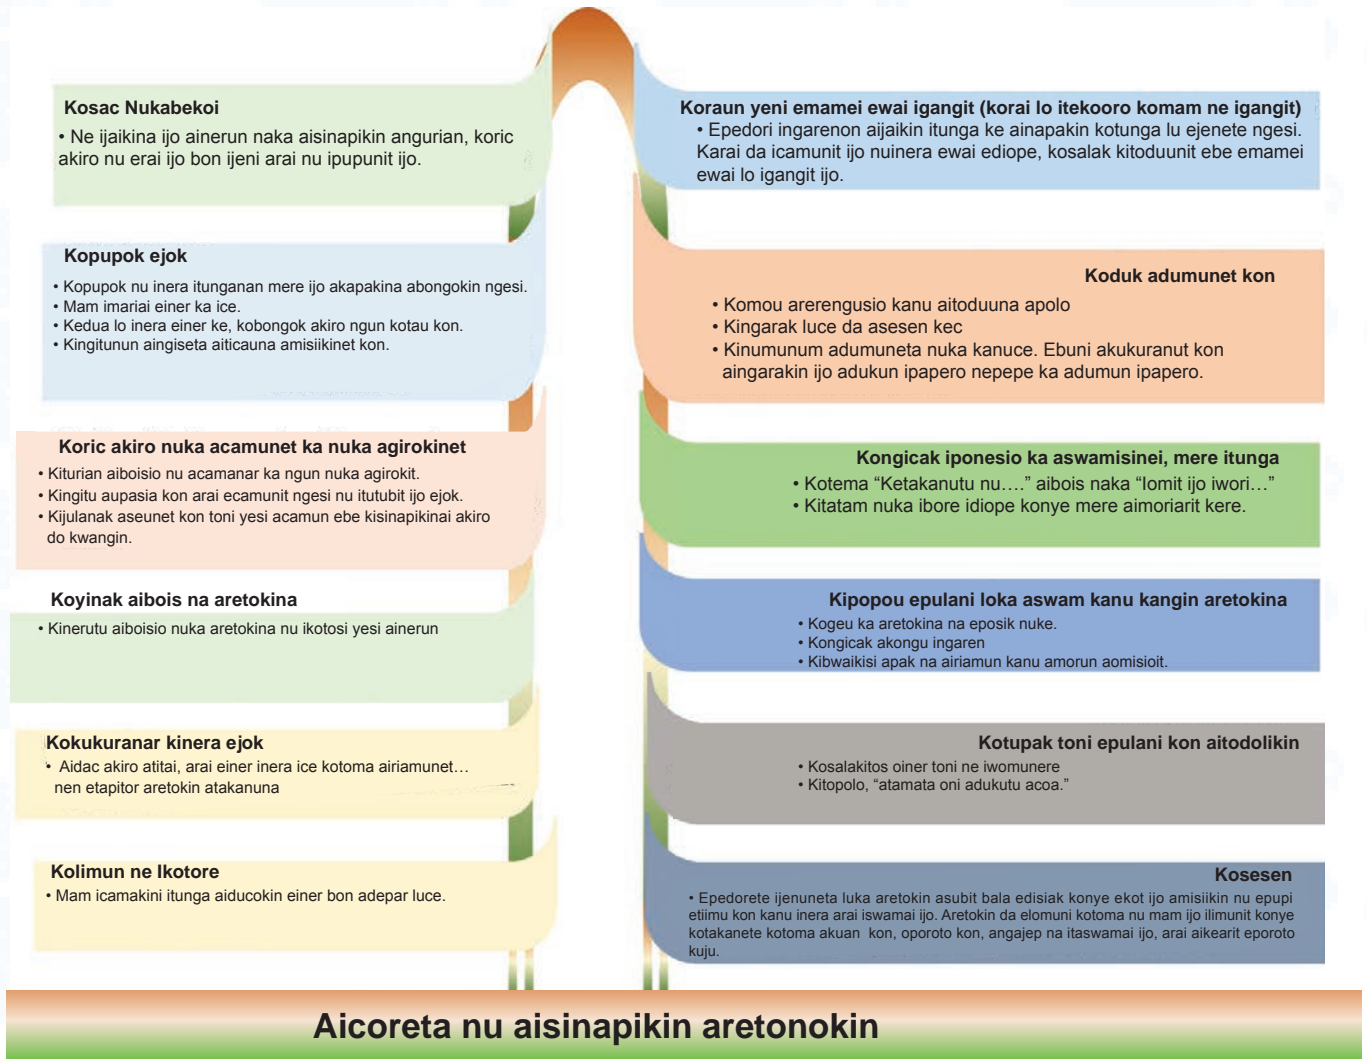 Kosac Nukabekoi
• Ne ijaikina ijo ainerun naka aisinapikin angurian, koric
akiro nu erai ijo bon ijeni arai nu ipupunit ijo.
Kopupok ejok
• Kopupok nu inera itunganan mere ijo akapakina abongokin ngesi.
• Mam imariai einer ka ice.
• Kedua lo inera einer ke, kobongok akiro ngun kotau kon.
• Kingitunun aingiseta aiticauna amisiikinet kon.
Koric akiro nuka acamunet ka nuka agirokinet
• Kiturian aiboisio nu acamanar ka ngun nuka agirokit.
• Kingitu aupasia kon arai ecamunit ngesi nu itutubit ijo ejok.
• Kijulanak aseunet kon toni yesi acamun ebe kisinapikinai akiro
do kwangin.
Koyinak aibois na aretokina
• Kinerutu aiboisio nuka aretokina nu ikotosi yesi ainerun
Kokukuranar kinera ejok
• Aidac akiro atitai, arai einer inera ice kotoma airiamunet…
nen etapitor aretokin atakanuna
Kolimun ne Ikotore
• Mam icamakini itunga aiducokin einer bon adepar luce.
Koraun yeni emamei ewai igangit (korai lo itekooro komam ne igangit)
• Epedori ingarenon aijaikin itunga ke ainapakin kotunga lu ejenete ngesi.
Karai da icamunit ijo nuinera ewai ediope, kosalak kitoduunit ebe emamei
ewai lo igangit ijo.
Koduk adumunet kon
• Komou arerengusio kanu aitoduuna apolo
• Kingarak luce da asesen kec
• Kinumunum adumuneta nuka kanuce. Ebuni akukuranut kon
aingarakin ijo adukun ipapero nepepe ka adumun ipapero.
Kongicak iponesio ka aswamisinei, mere itunga
• Kotema “Ketakanutu nu….” aibois naka “Iomit ijo iwori…”
• Kitatam nuka ibore idiope konye mere aimoriarit kere.
Kipopou epulani loka aswam kanu kangin aretokina
• Kogeu ka aretokina na eposik nuke.
• Kongicak akongu ingaren
• Kibwaikisi apak na airiamun kanu amorun aomisioit.
Kotupak toni epulani kon aitodolikin
• Kosalakitos oiner toni ne iwomunere
• Kitopolo, “atamata oni adukutu acoa.”
Kosesen
• Epedorete ijenuneta luka aretokin asubit bala edisiak konye ekot ijo amisiikin nu epupi
etiimu kon kanu inera arai iswamai ijo. Aretokin da elomuni kotoma nu mam ijo ilimunit konye
kotakanete kotoma akuan kon, oporoto kon, angajep na itaswamai ijo, arai aikearit eporoto
kuju.
Aicoreta nu aisinapikin aretonokin